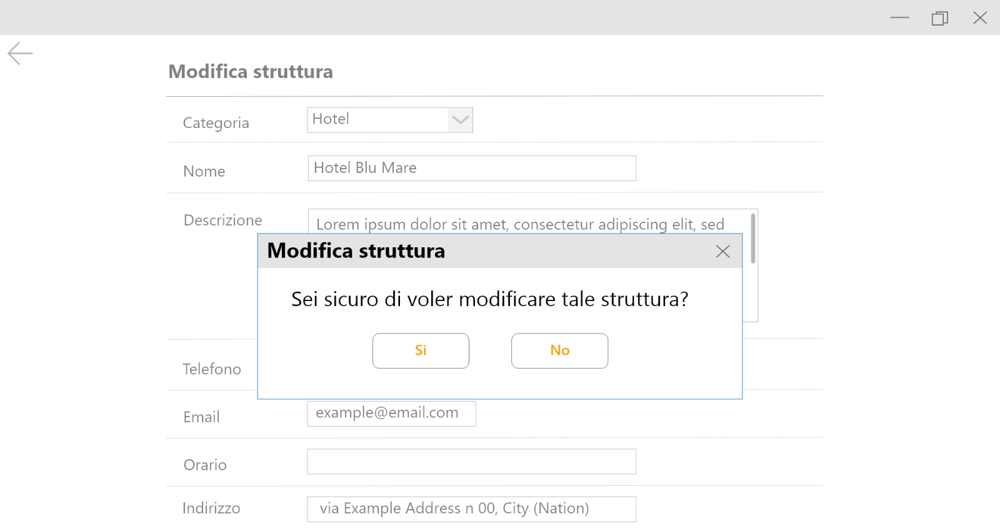 Modifica struttura
Categoria
Hotel
Nome
Hotel Blu Mare
Descrizione
Lorem ipsum dolor sit amet, consectetur adipiscing elit, sed
Modifica struttura
Sei sicuro di voler modificare tale struttura?
Sì
No
Telefono
Email
example@email.com
Orario
Indirizzo
via Example Address n 00, City (Nation)